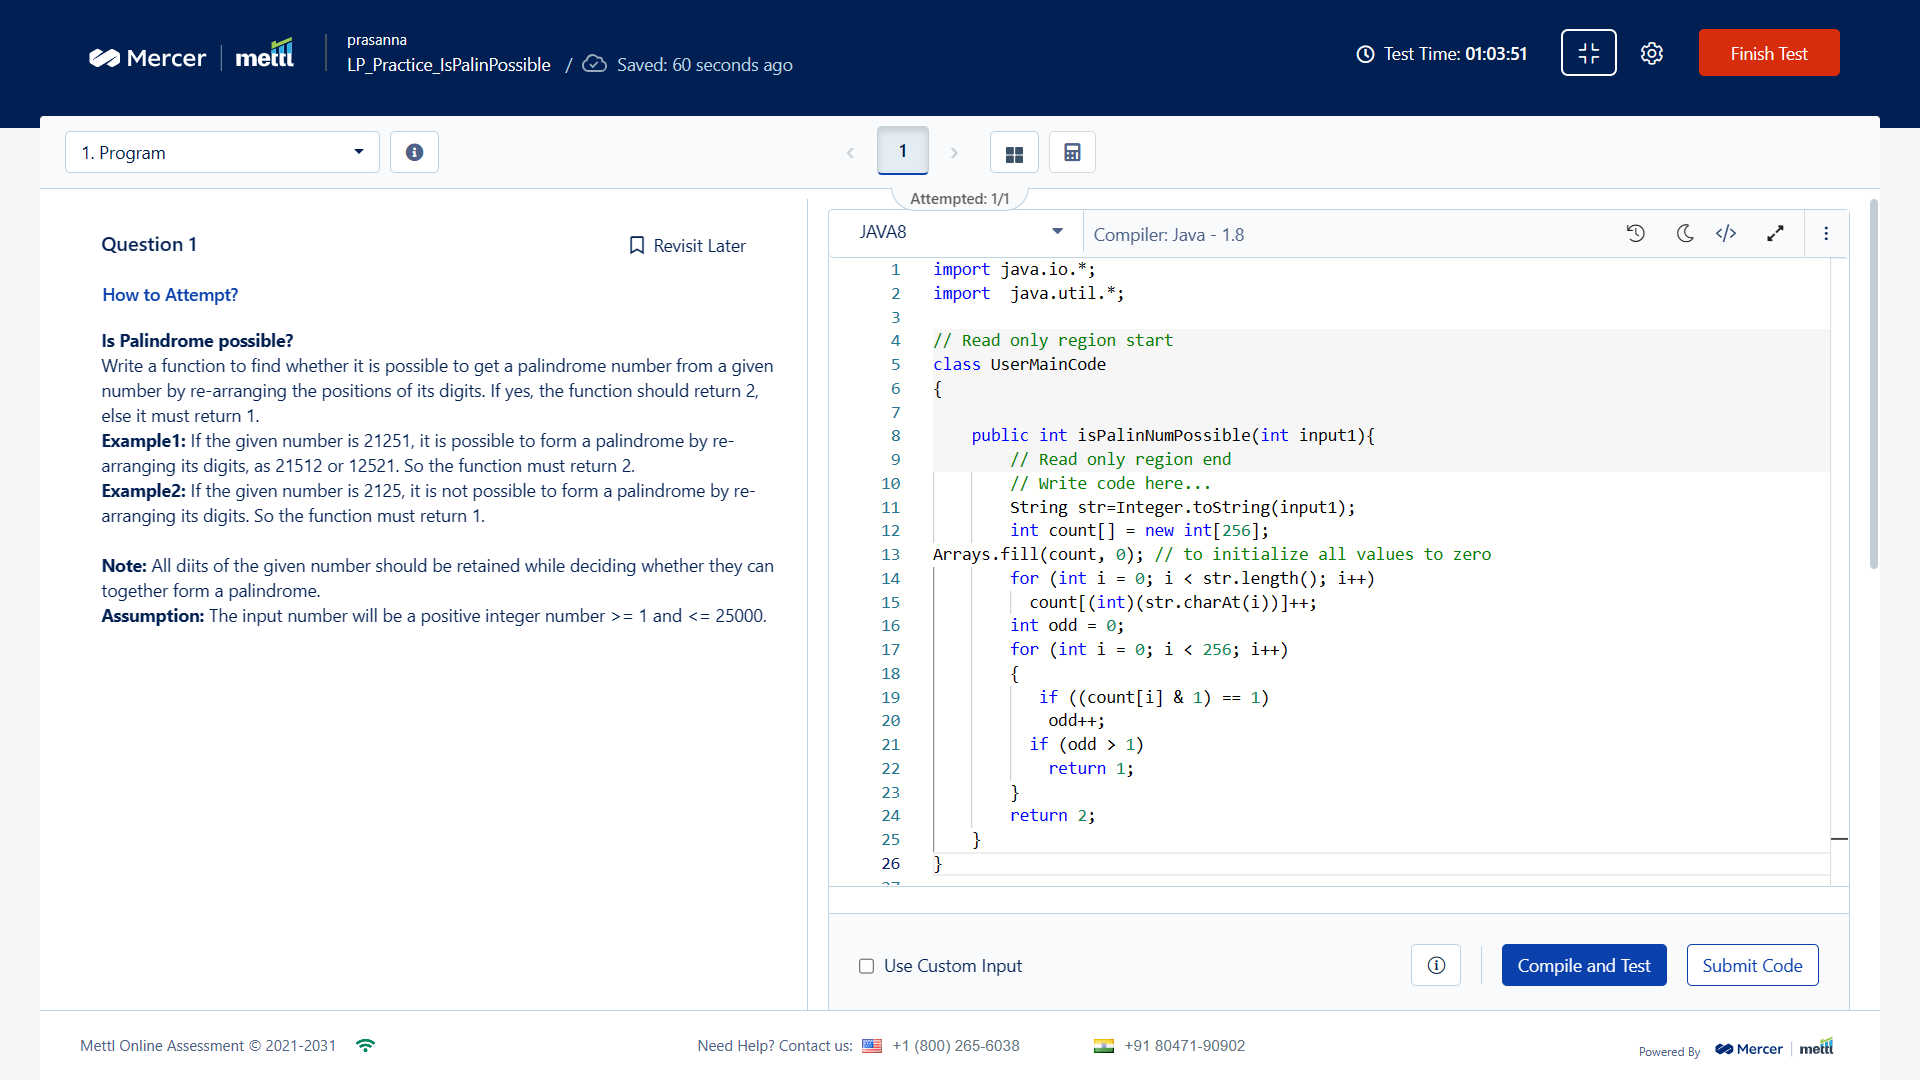 Mercer | mettl
prasanna
LP_Practice_IsPalinPossible / Saved: 60 seconds ago
Test Time: 01:03:51
Finish Test
1. Program
1
Attempted: 1/1
Question 1
Revisit Later
How to Attempt?
Is Palindrome possible?
Write a function to find whether it is possible to get a palindrome number from a given
number by re-arranging the positions of its digits. If yes, the function should return 2,
else it must return 1.
Example1: If the given number is 21251, it is possible to form a palindrome by re-
arranging its digits, as 21512 or 12521. So the function must return 2.
Example2: If the given number is 2125, it is not possible to form a palindrome by re-
arranging its digits. So the function must return 1.
Note: All diits of the given number should be retained while deciding whether they can
together form a palindrome.
Assumption: The input number will be a positive integer number >= 1 and <= 25000.
JAVA8
Compiler: Java - 1.8
1 import java.io.*;
2 import  java.util.*;
3
4 // Read only region start
5 class UserMainCode
6 {
7
8     public int isPalinNumPossible(int input1){
9         // Read only region end
10         // Write code here...
11         String str=Integer.toString(input1);
12         int count[] = new int[256];
13 Arrays.fill(count, 0); // to initialize all values to zero
14         for (int i = 0; i < str.length(); i++)
15           count[(int)(str.charAt(i))]++;
16         int odd = 0;
17         for (int i = 0; i < 256; i++)
18         {
19            if ((count[i] & 1) == 1)
20             odd++;
21           if (odd > 1)
22             return 1;
23         }
24         return 2;
25     }
26 }
27
Use Custom Input
Compile and Test
Submit Code
Mettl Online Assessment © 2021-2031
Need Help? Contact us: +1 (800) 265-6038
+91 80471-90902
Powered By Mercer | mettl